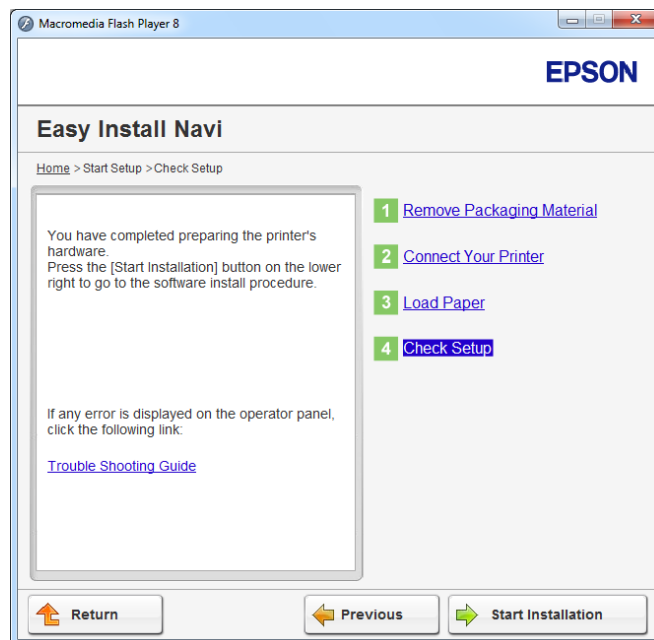 Macromedia Flash Player 8
EPSON
Easy Install Navi
Home > Start Setup >Check Setup
You have completed preparing the printer's
hardware.
Press the [Start Installation] button on the lower
right to go to the software install procedure.
If any error is displayed on the operator panel,
click the following link:
Trouble Shooting Guide
1 Remove Packaging Material
2 Connect Your Printer
3 Load Paper
4 Check Setup
Return
Previous
Start Installation